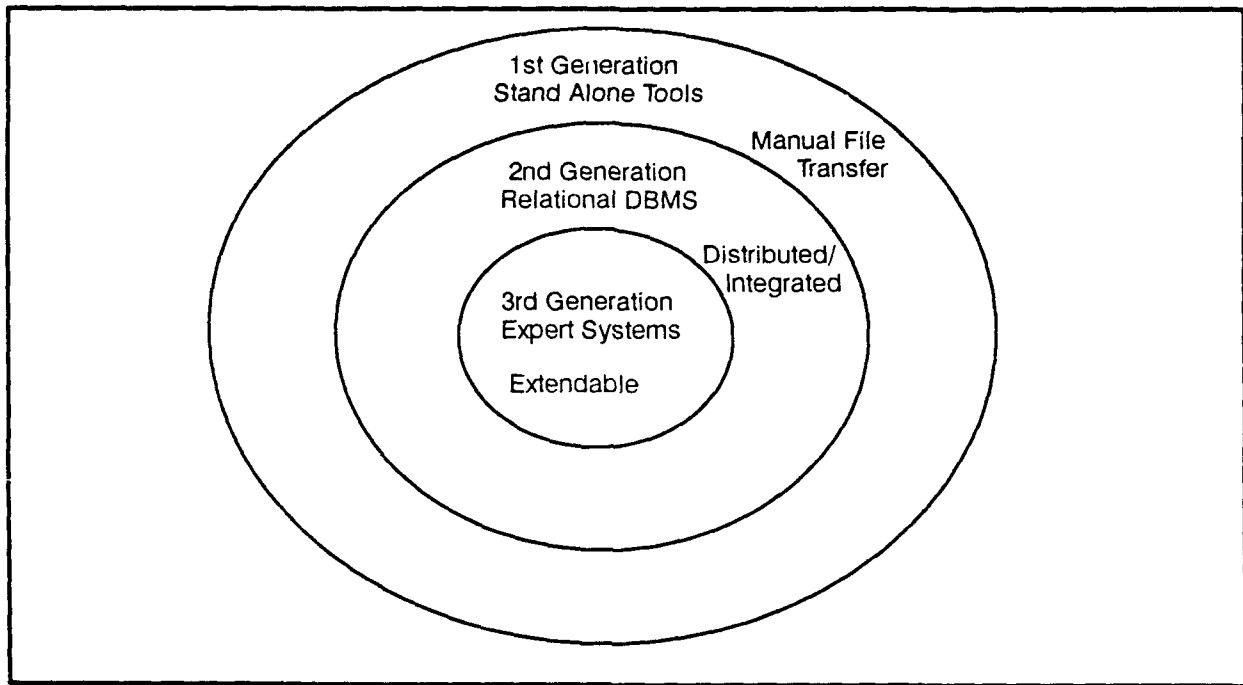 1st Generation
Stand Alone Tools
Manual File
Transfer
2nd Generation
Relational DBMS
Distributed/
Integrated
3rd Generation
Expert Systems
Extendable